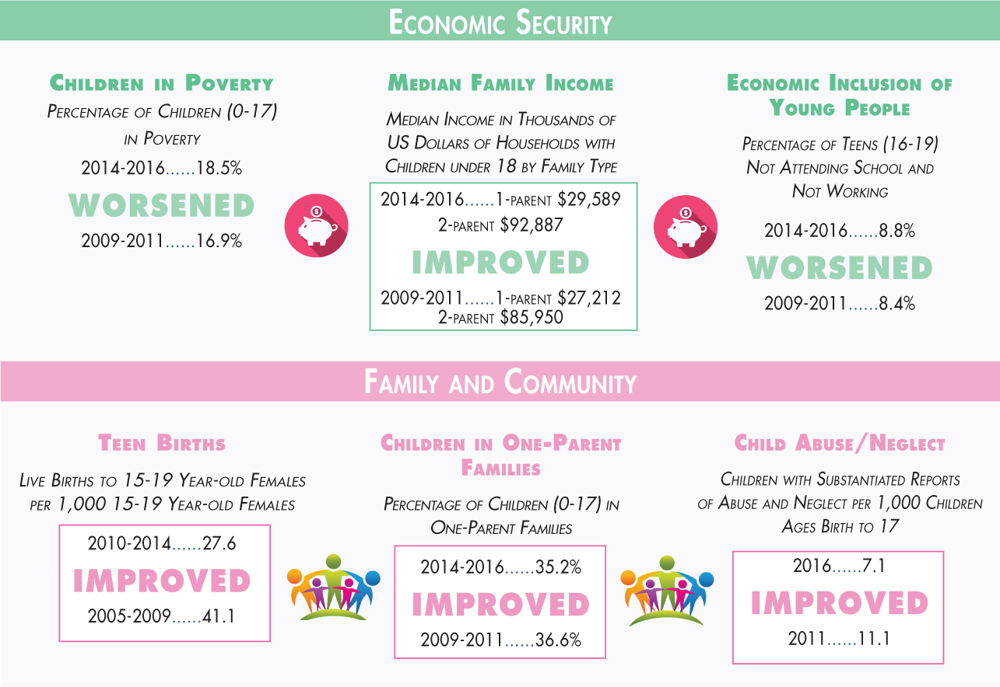 Economic Security
Children in Poverty
Percentage of Children (0-17)
in Poverty
2014-2016......18.5%
WORSENED
2009-2011......16.9%
Median Family Income
Median Income in Thousands of
US Dollars of Households with
Children under 18 by Family Type
2014-2016......1-parent $29,589
2-parent $92,887
IMPROVED
2009-2011......1-parent $27,212
2-parent $85,950
Economic Inclusion of
Young People
Percentage of Teens (16-19)
Not Attending School and
Not Working
2014-2016......8.8%
WORSENED
2009-2011......8.4%
Family and Community
Teen Births
Live Births to 15-19 Year-old Females
per 1,000 15-19 Year-old Females
2010-2014......27.6
IMPROVED
2005-2009......41.1
Children in One-Parent
Families
Percentage of Children (0-17) in
One-Parent Families
2014-2016......35.2%
IMPROVED
2009-2011......36.6%
Child Abuse/Neglect
Children with Substantiated Reports
of Abuse and Neglect per 1,000 Children
Ages Birth to 17
2016......7.1
IMPROVED
2011......11.1